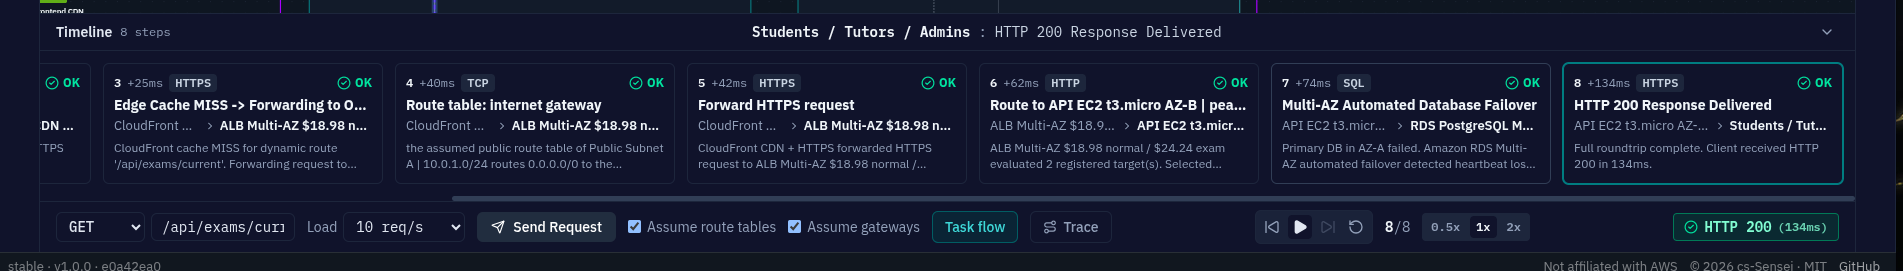 ontend CDN
Timeline 8 steps
Students / Tutors / Admins : HTTP 200 Response Delivered
OK
CDN ...
TTPS
3 +25ms HTTPS OK
Edge Cache MISS -> Forwarding to O...
CloudFront ... › ALB Multi-AZ $18.98 n...
CloudFront cache MISS for dynamic route
'/api/exams/current'. Forwarding request to...
4 +40ms TCP OK
Route table: internet gateway
CloudFront ... › ALB Multi-AZ $18.98 n...
the assumed public route table of Public Subnet
A | 10.0.1.0/24 routes 0.0.0.0/0 to the...
5 +42ms HTTPS OK
Forward HTTPS request
CloudFront ... › ALB Multi-AZ $18.98 n...
CloudFront CDN + HTTPS forwarded HTTPS
request to ALB Multi-AZ $18.98 normal /...
6 +62ms HTTP OK
Route to API EC2 t3.micro AZ-B | pea...
ALB Multi-AZ $18.9... › API EC2 t3.micr...
ALB Multi-AZ $18.98 normal / $24.24 exam
evaluated 2 registered target(s). Selected...
7 +74ms SQL OK
Multi-AZ Automated Database Failover
API EC2 t3.micr... › RDS PostgreSQL M...
Primary DB in AZ-A failed. Amazon RDS Multi-
AZ automated failover detected heartbeat los...
8 +134ms HTTPS OK
HTTP 200 Response Delivered
API EC2 t3.micro AZ-... › Students / Tut...
Full roundtrip complete. Client received HTTP
200 in 134ms.
GET /api/exams/curr Load 10 req/s Send Request Assume route tables Assume gateways Task flow Trace 8/8 0.5x 1x 2x HTTP 200 (134ms)
stable · v1.0.0 · e0a42ea0
Not affiliated with AWS © 2026 cs-Sensei · MIT GitHub